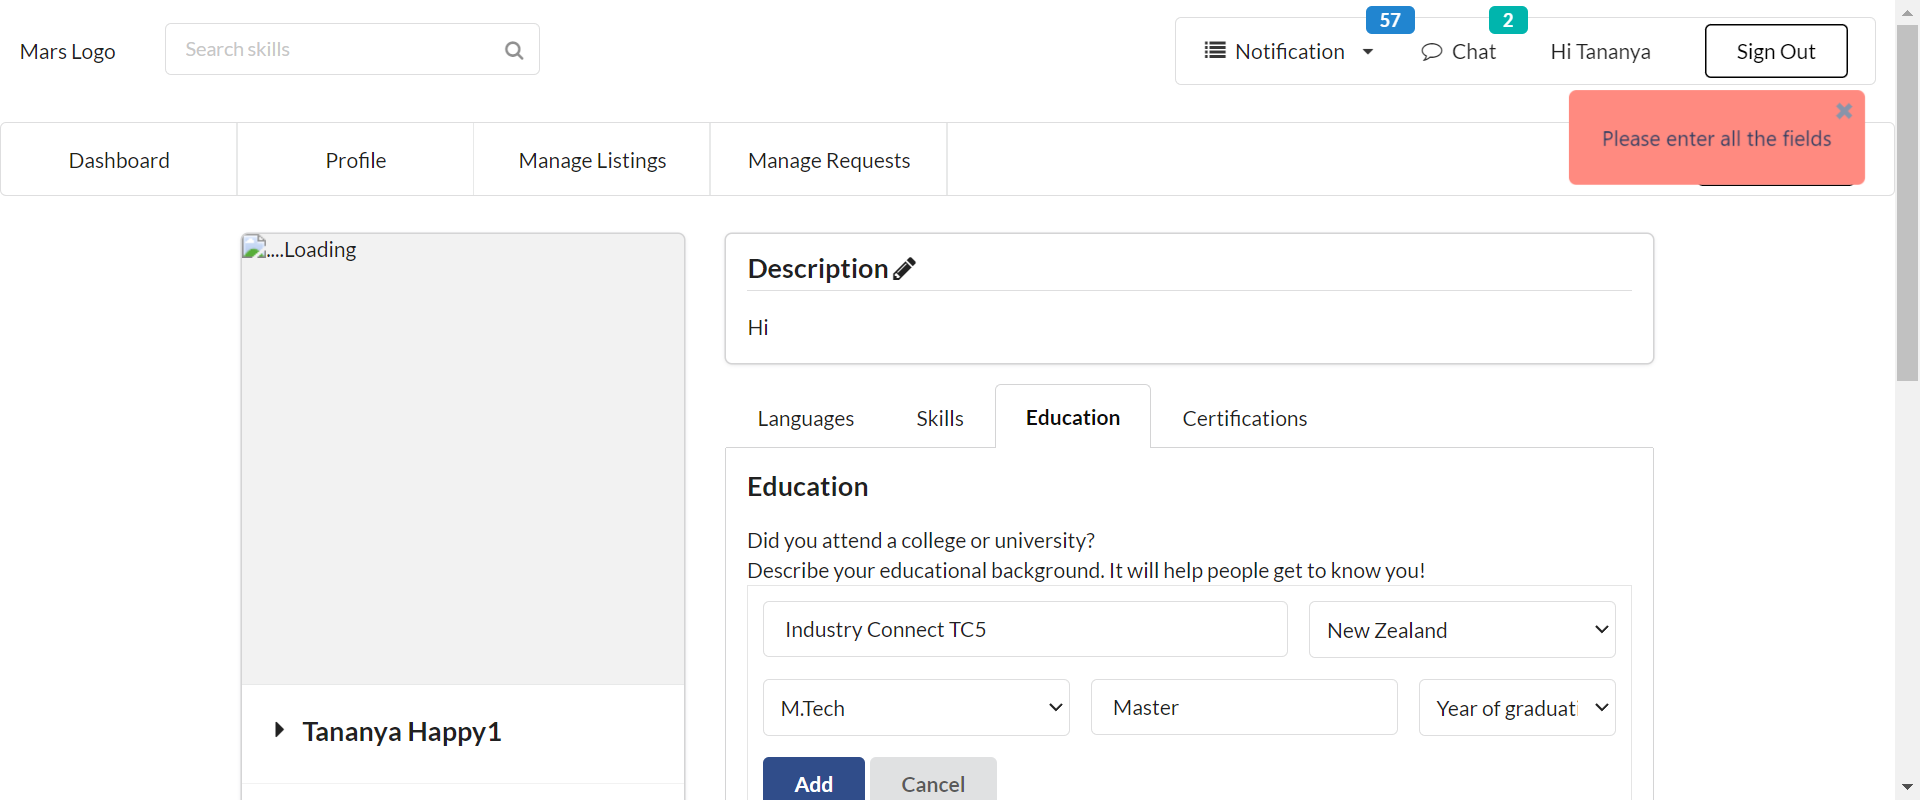 Mars Logo
Search skills
Notification
57
Chat
2
Hi Tananya
Sign Out
Please enter all the fields
Dashboard
Profile
Manage Listings
Manage Requests
....Loading
Tananya Happy1
Description
Hi
Languages
Skills
Education
Certifications
Education
Did you attend a college or university?
Describe your educational background. It will help people get to know you!
Industry Connect TC5
New Zealand
M.Tech
Master
Year of graduati
Add
Cancel